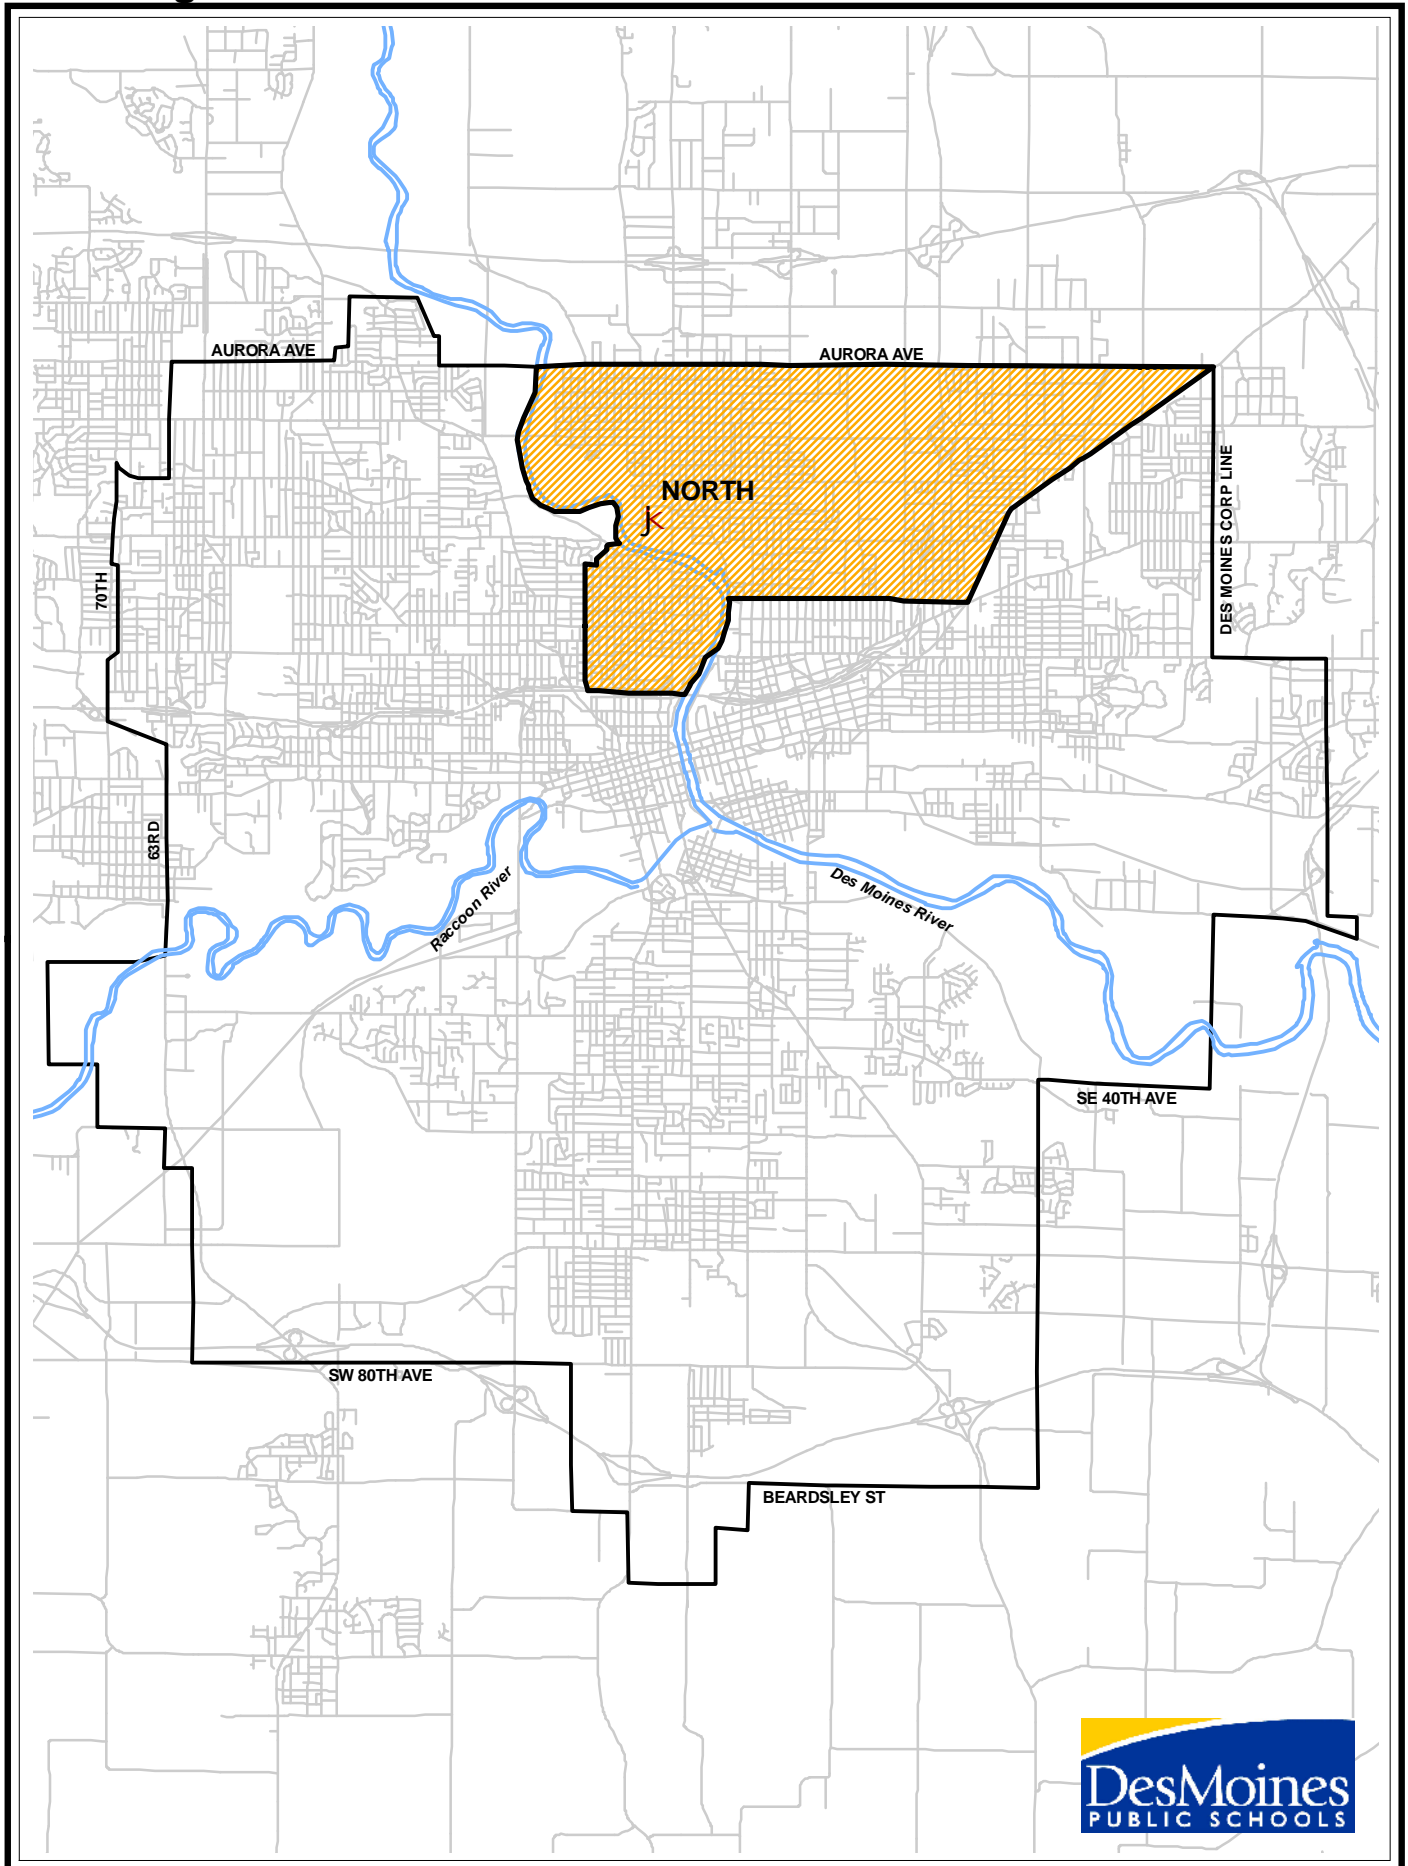 AURORA AVE
AURORA AVE
DES MOINES CORP LINE
NORTH
jk
70TH
63RD
Raccoon River
Des Moines River
SE 40TH AVE
SW 80TH AVE
BEARDSLEY ST
DesMoines
PUBLIC SCHOOLS